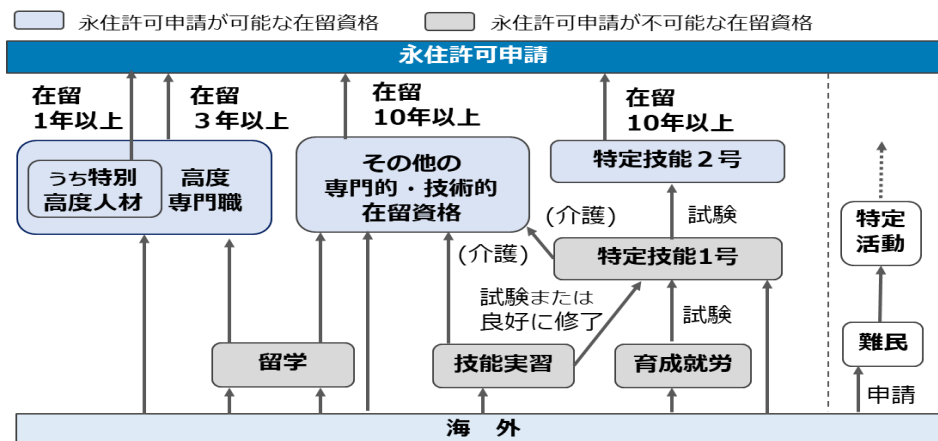 永住許可申請が可能な在留資格
永住許可申請が不可能な在留資格
永住許可申請
在留
1年以上
在留
３年以上
在留
10年以上
在留
10年以上
うち特別
高度人材
高度
専門職
その他の
専門的・技術的
在留資格
特定技能２号
(介護)
(介護)
試験
特定技能1号
特定
活動
試験または
良好に修了
試験
留学
技能実習
育成就労
難民
申請
海　外